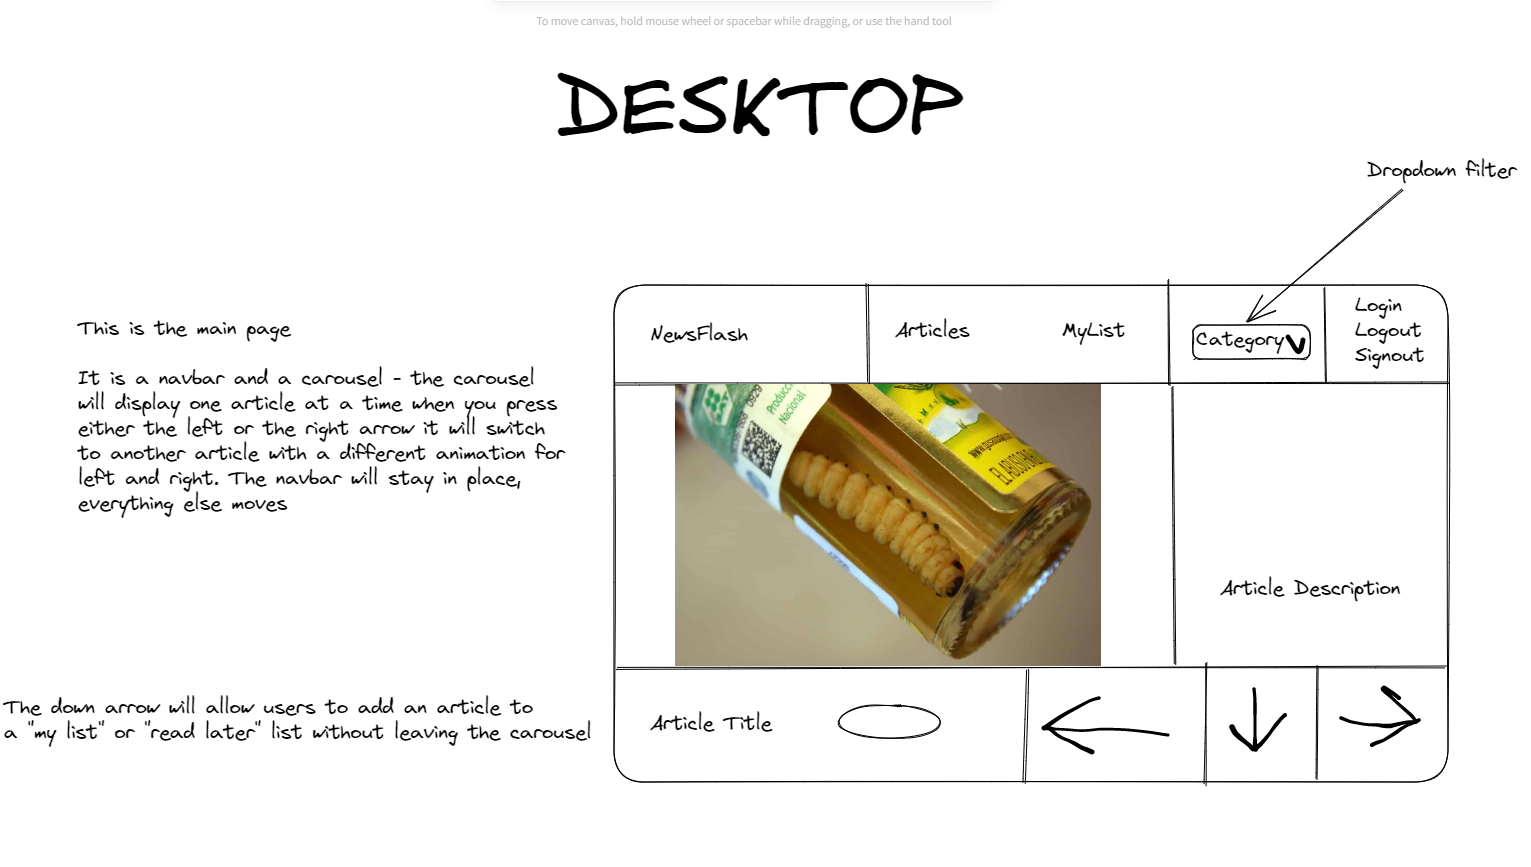 To move canvas, hold mouse wheel or spacebar while dragging, or use the hand tool
DESKTOP
Dropdown filter
This is the main page
It is a navbar and a carousel - the carousel
will display one article at a time when you press
either the left or the right arrow it will switch
to another article with a different animation for
left and right. The navbar will stay in place,
everything else moves
The down arrow will allow users to add an article to
a "my list" or "read later" list without leaving the carousel
NewsFlash
Articles
MyList
Category
Login
Logout
Signout
0929
Producc
Nacional
Article Description
Article Title